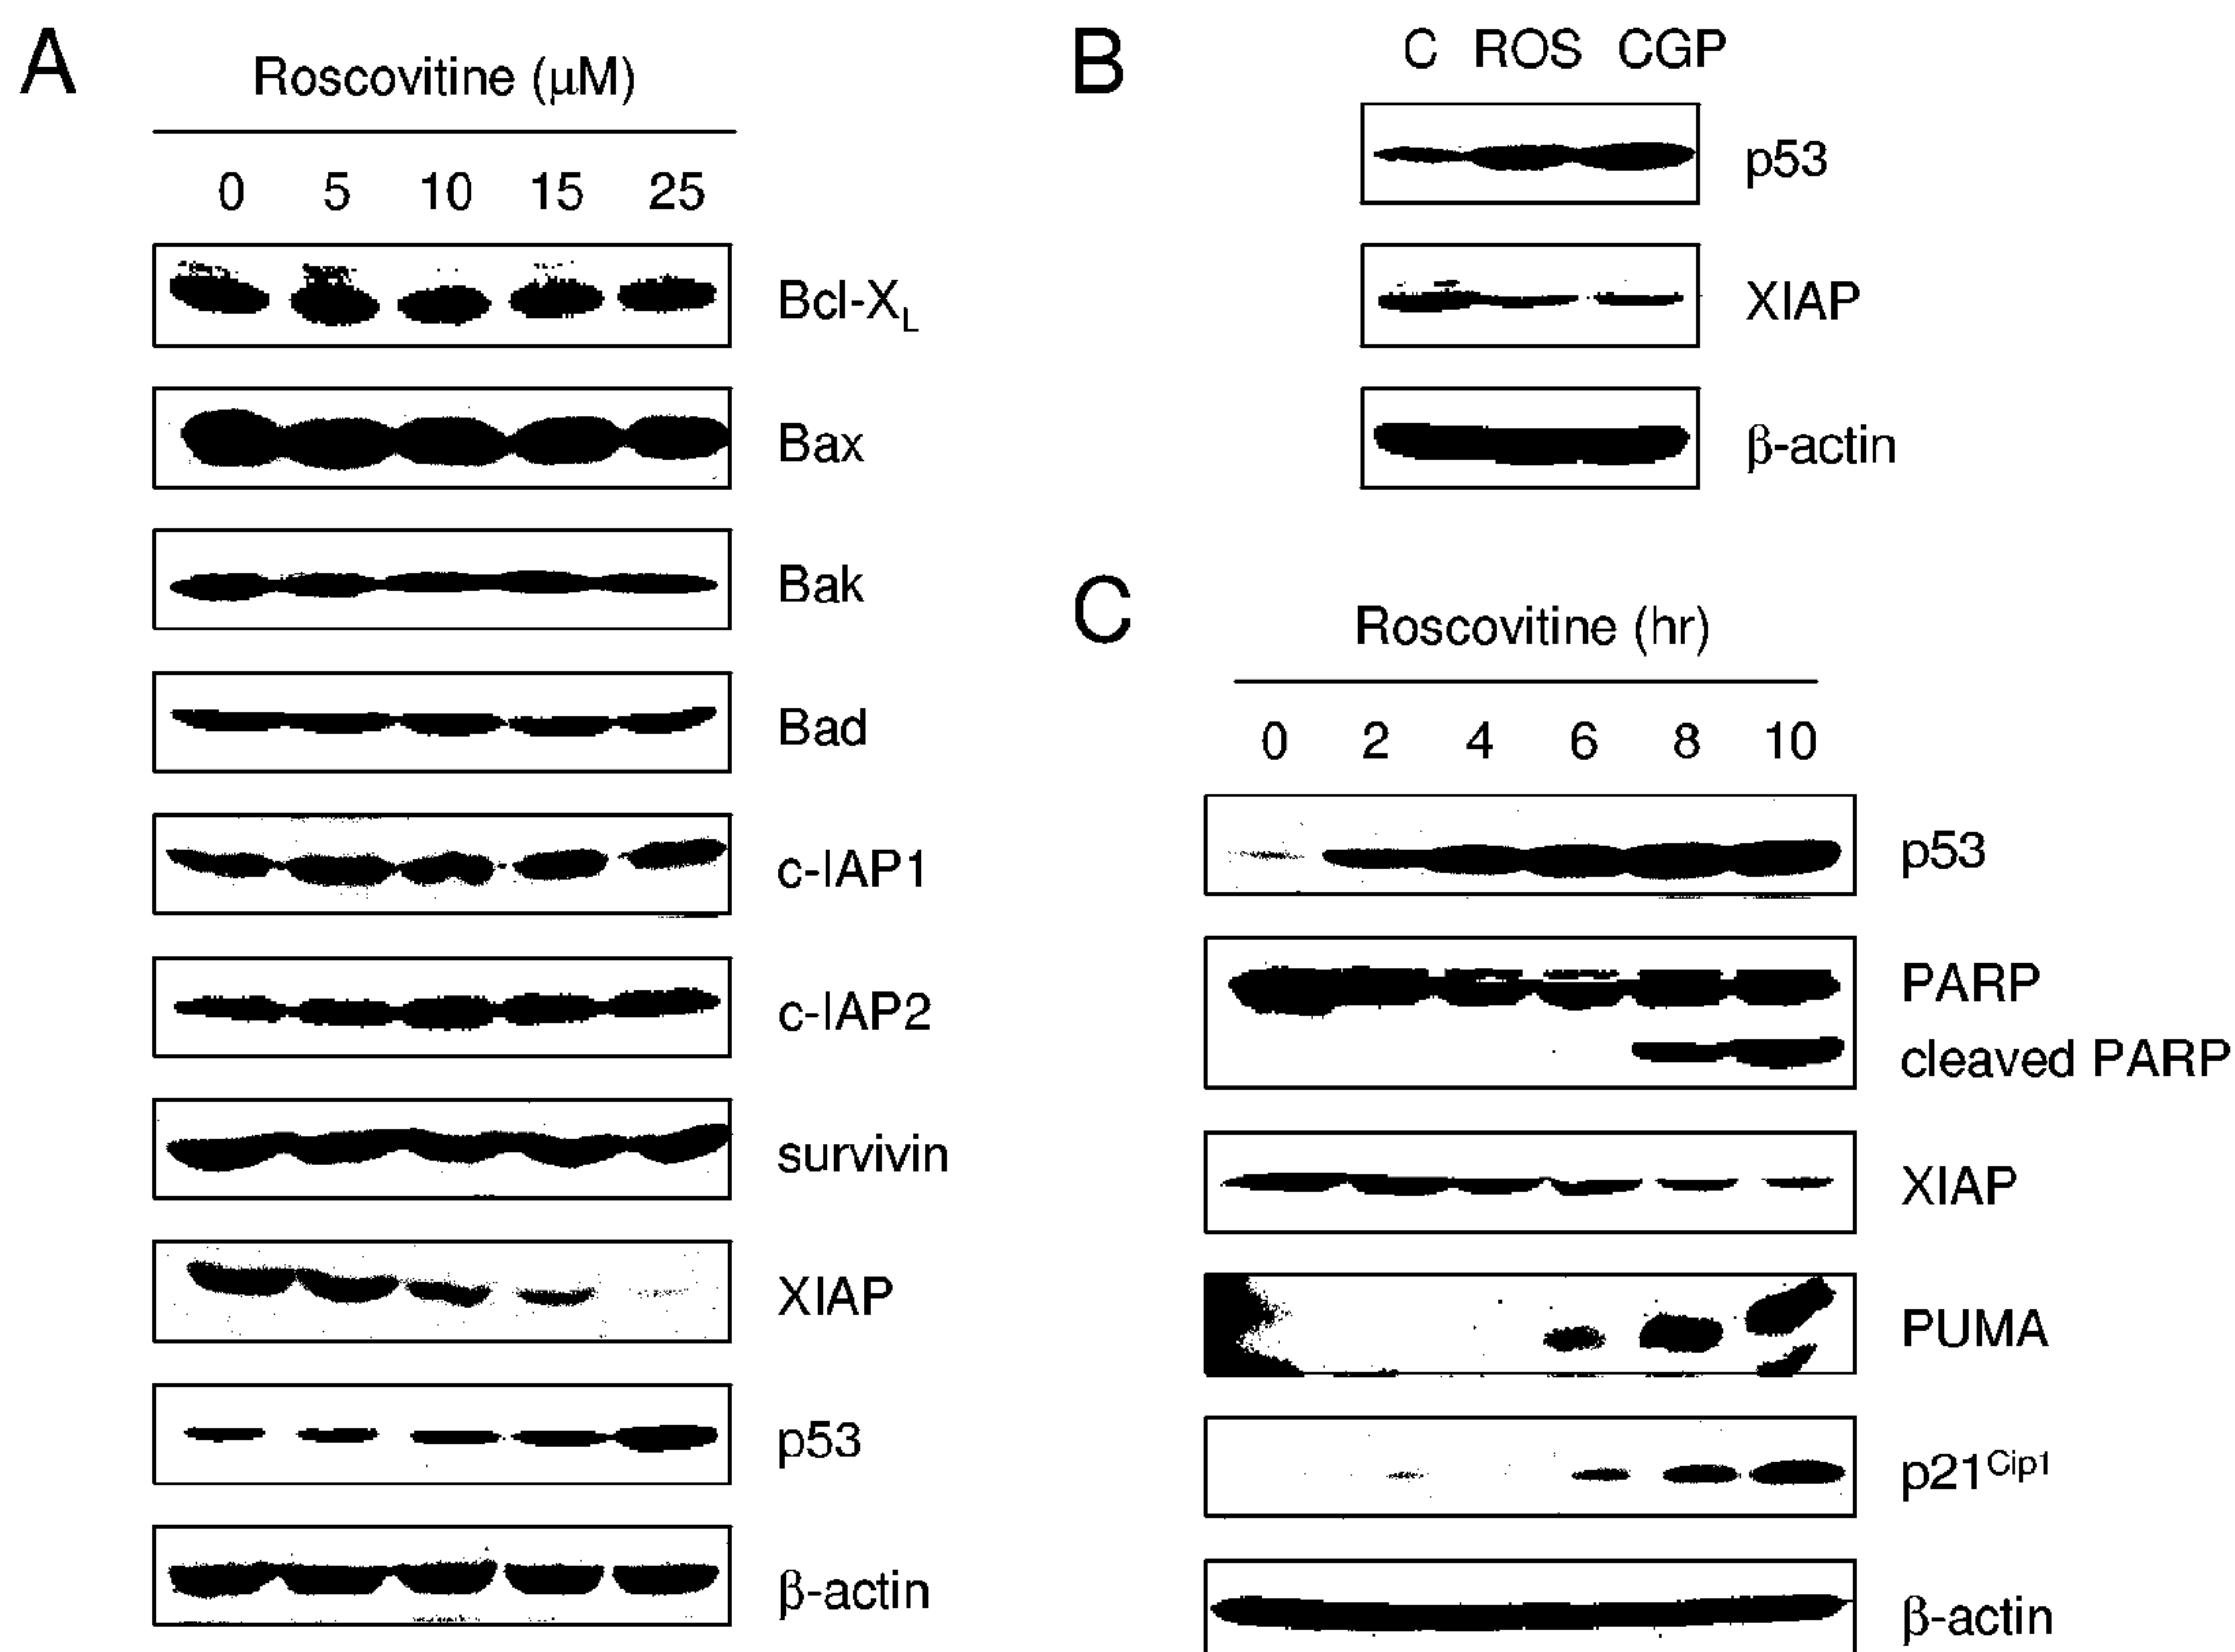 A
Roscovitine (μM)
0 5 10 15 25
Bcl-XL
Bax
Bak
Bad
c-IAP1
c-IAP2
survivin
XIAP
p53
β-actin
B
C ROS CGP
p53
XIAP
β-actin
C
Roscovitine (hr)
0 2 4 6 8 10
p53
PARP
cleaved PARP
XIAP
PUMA
p21Cip1
β-actin